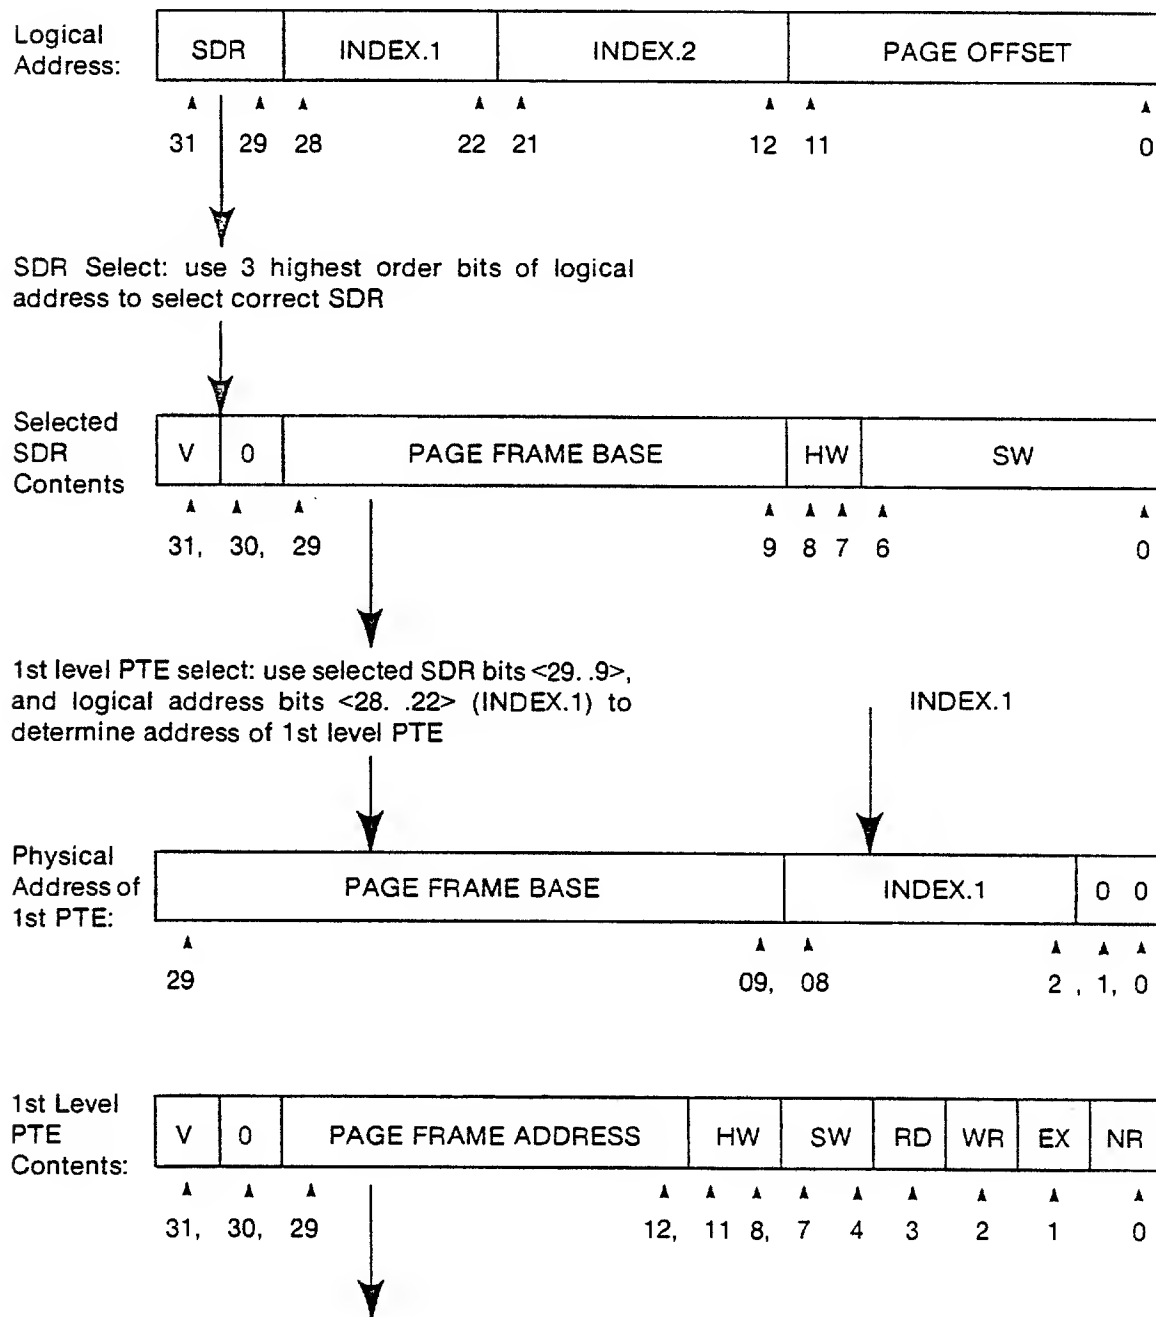 Logical
Address:
SDR INDEX.1 INDEX.2 PAGE OFFSET
31 29 28 22 21 12 11 0
SDR Select: use 3 highest order bits of logical
address to select correct SDR
Selected
SDR
Contents
V 0 PAGE FRAME BASE HW SW
31, 30, 29 9 8 7 6 0
1st level PTE select: use selected SDR bits <29. .9>,
and logical address bits <28. .22> (INDEX.1) to
determine address of 1st level PTE
INDEX.1
Physical
Address of
1st PTE:
PAGE FRAME BASE INDEX.1 0 0
29 09, 08 2 , 1, 0
1st Level
PTE
Contents:
V 0 PAGE FRAME ADDRESS HW SW RD WR EX NR
31, 30, 29 12, 11 8, 7 4 3 2 1 0